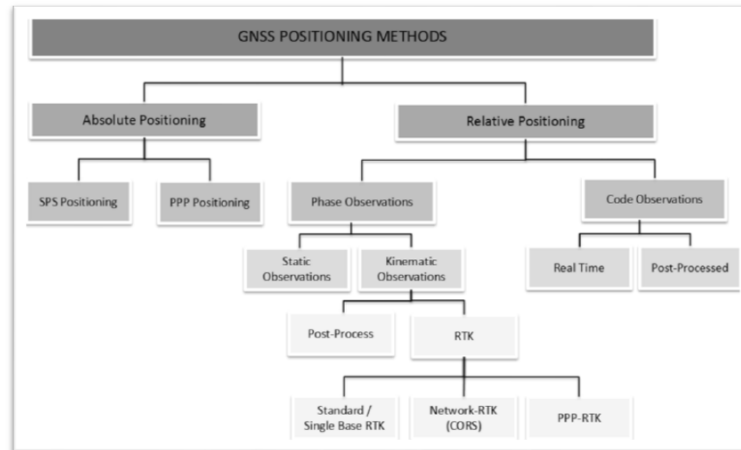 GNSS POSITIONING METHODS
Absolute Positioning
Relative Positioning
SPS Positioning
PPP Positioning
Phase Observations
Code Observations
Static
Observations
Kinematic
Observations
Real Time
Post-Processed
Post-Process
RTK
Standard /
Single Base RTK
Network-RTK
(CORS)
PPP-RTK